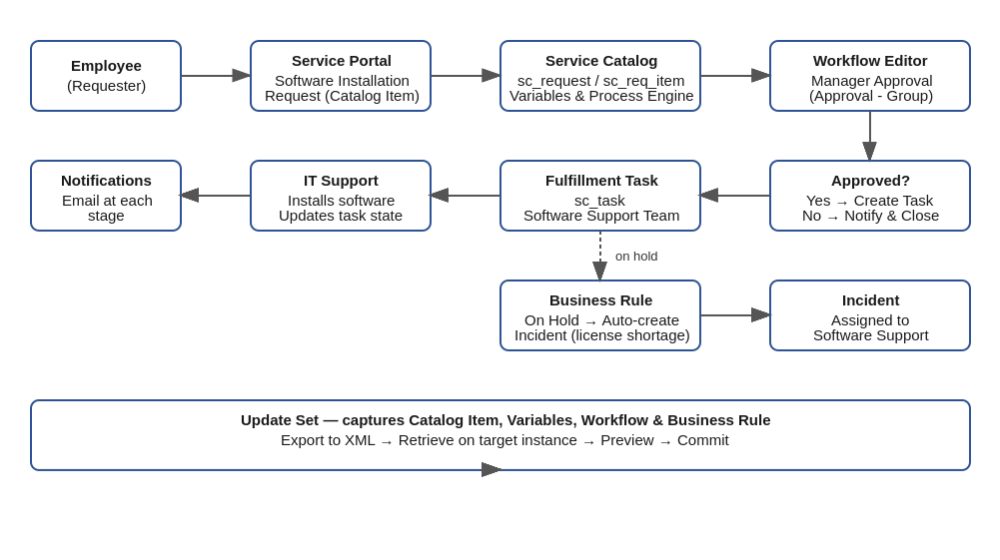 Employee
(Requester)
Service Portal
Software Installation
Request (Catalog Item)
Service Catalog
sc_request / sc_req_item
Variables & Process Engine
Workflow Editor
Manager Approval
(Approval - Group)
Notifications
Email at each
stage
IT Support
Installs software
Updates task state
Fulfillment Task
sc_task
Software Support Team
Approved?
Yes → Create Task
No → Notify & Close
on hold
Business Rule
On Hold → Auto-create
Incident (license shortage)
Incident
Assigned to
Software Support
Update Set — captures Catalog Item, Variables, Workflow & Business Rule
Export to XML → Retrieve on target instance → Preview → Commit